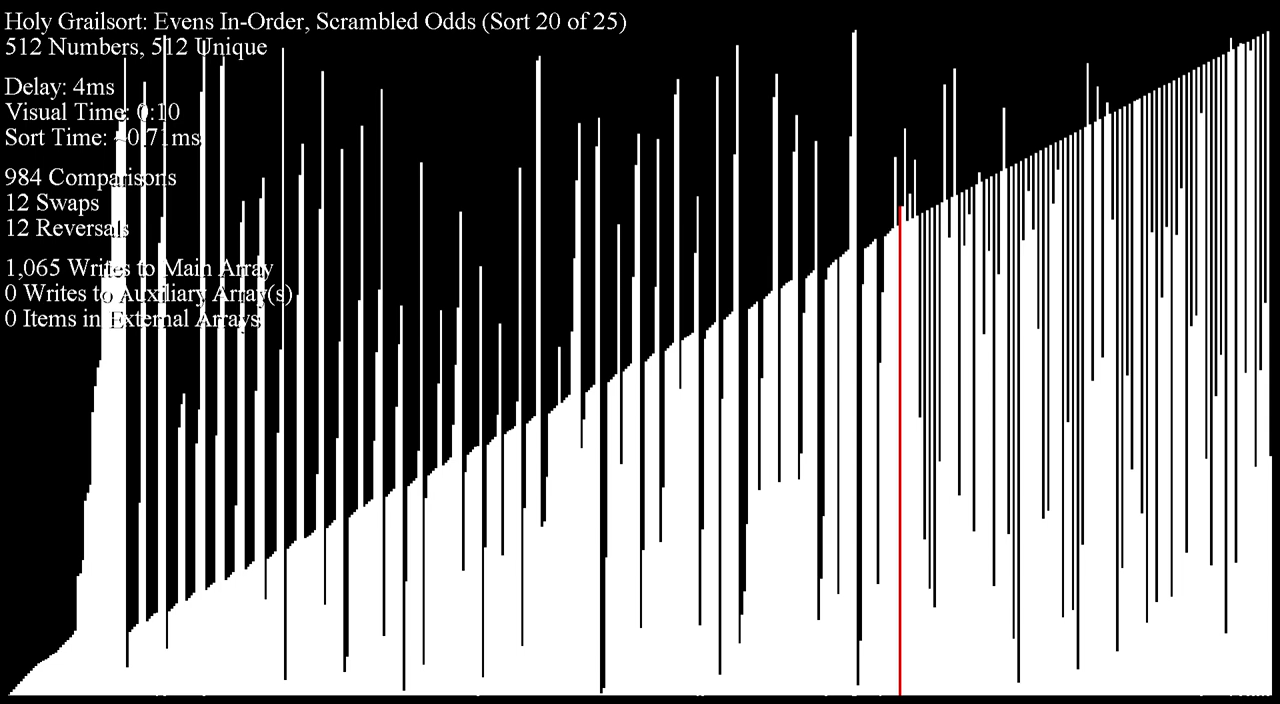 Holy Grailsort: Evens In-Order, Scrambled Odds (Sort 20 of 25)
512 Numbers, 512 Unique
Delay: 4ms
Visual Time: 0:10
Sort Time: ~0.71ms
984 Comparisons
12 Swaps
12 Reversals
1,065 Writes to Main Array
0 Writes to Auxiliary Array(s)
0 Items in External Arrays